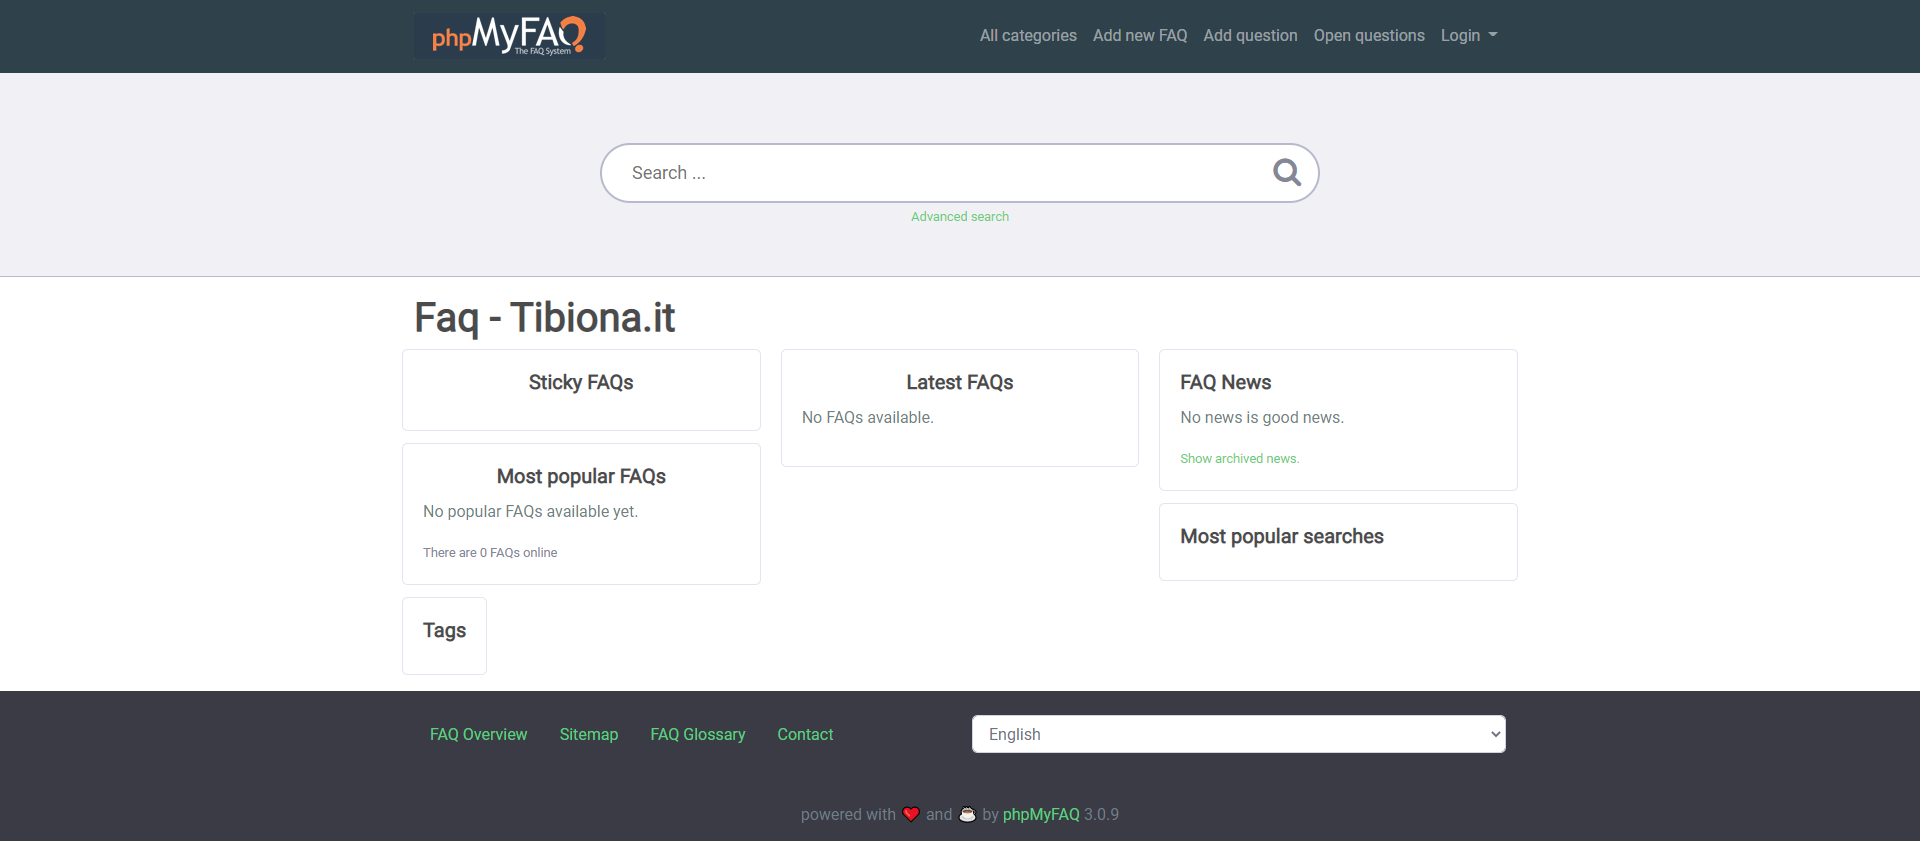 phpMyFAQ
The FAQ System
All categories Add new FAQ Add question Open questions Login
Search ...
Advanced search
Faq - Tibiona.it
Sticky FAQs
Most popular FAQs
No popular FAQs available yet.
There are 0 FAQs online
Tags
Latest FAQs
No FAQs available.
FAQ News
No news is good news.
Show archived news.
Most popular searches
FAQ Overview Sitemap FAQ Glossary Contact
English
powered with ❤️ and ☕ by phpMyFAQ 3.0.9